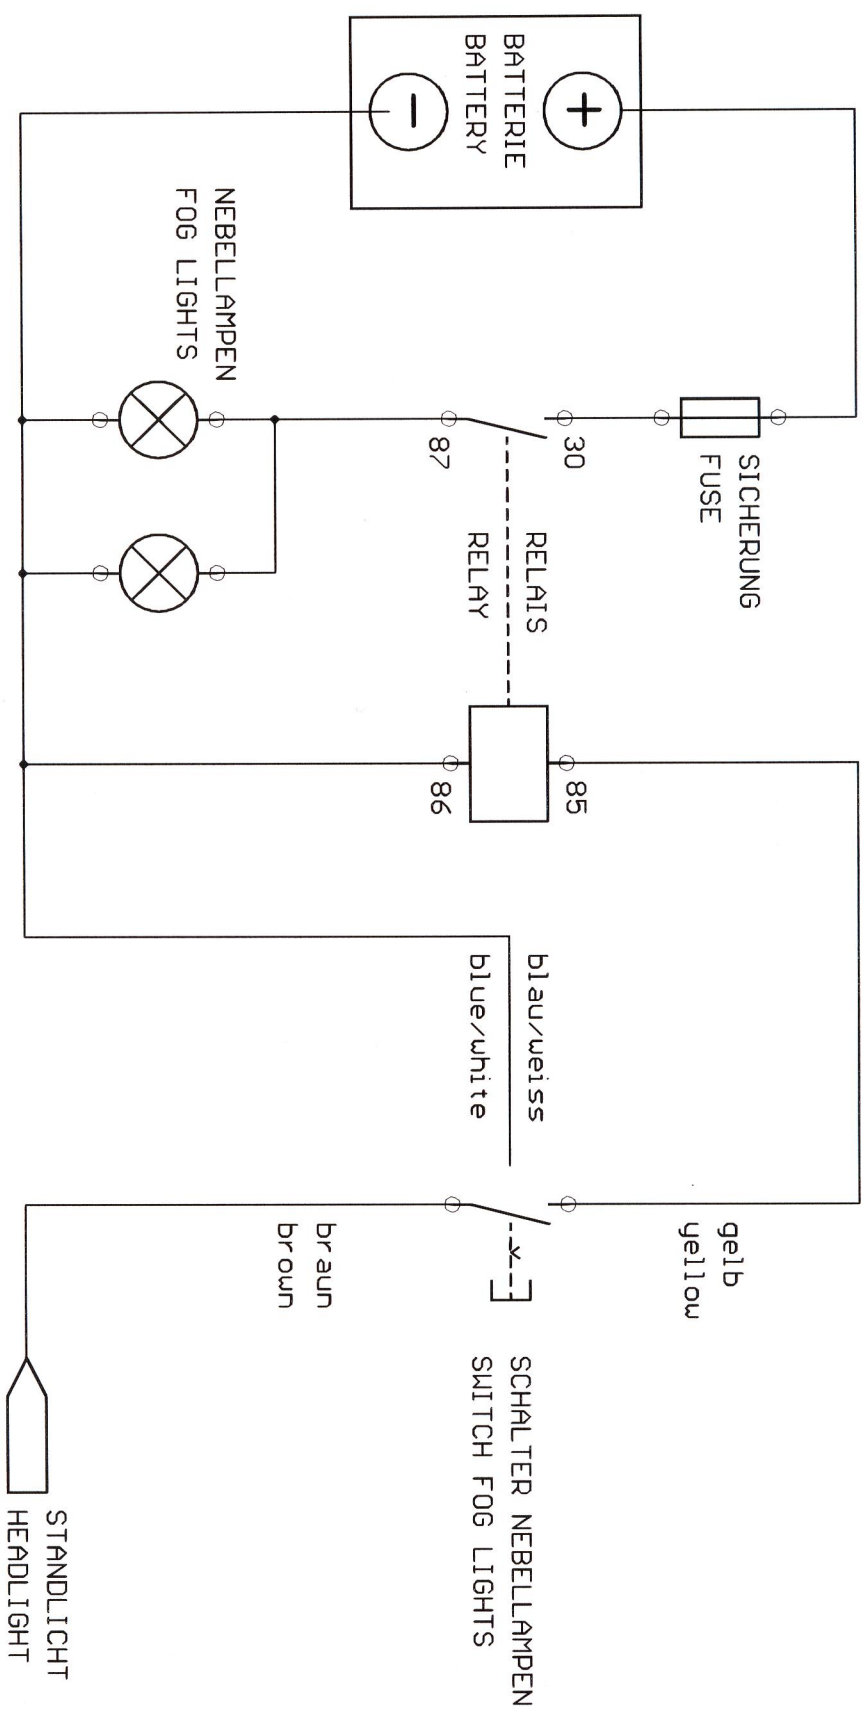 BATTERIE
BATTERY
+
-
SICHERUNG
FUSE
30
87
RELAIS
RELAY
NEBELLAMPEN
FOG LIGHTS
85
86
blau/weiss
blue/white
gelb
yellow
braun
brown
SCHALTER NEBELLAMPEN
SWITCH FOG LIGHTS
STANDLICHT
HEADLIGHT